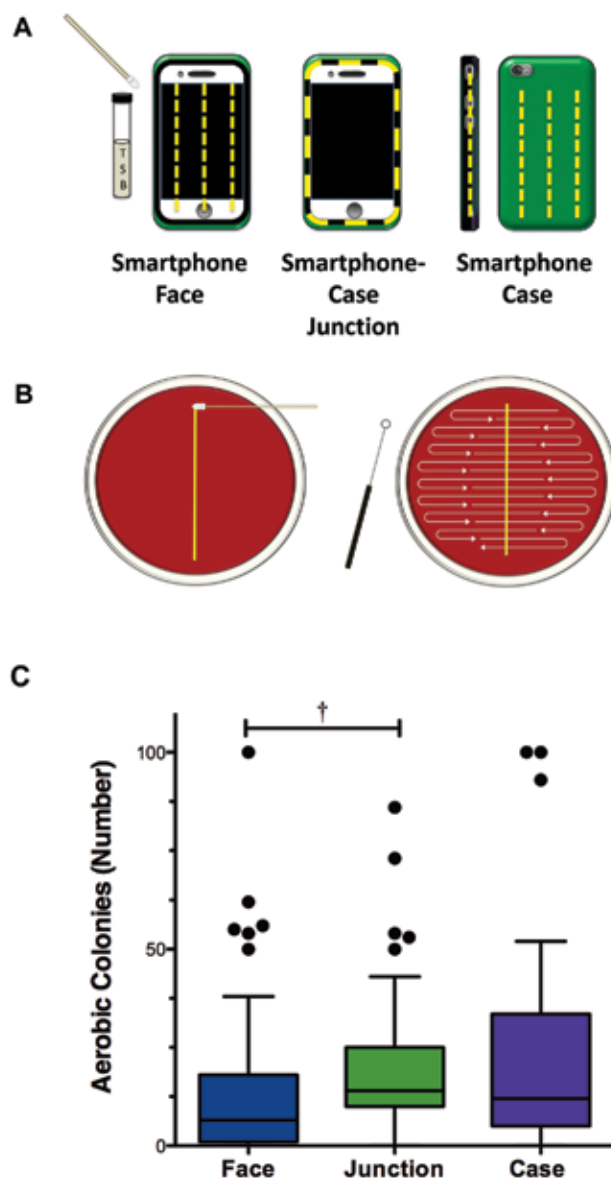 A
T
S
B
Smartphone
Face
Smartphone-
Case
Junction
Smartphone
Case
B
C
†
Aerobic Colonies (Number)
100
50
0
Face
Junction
Case